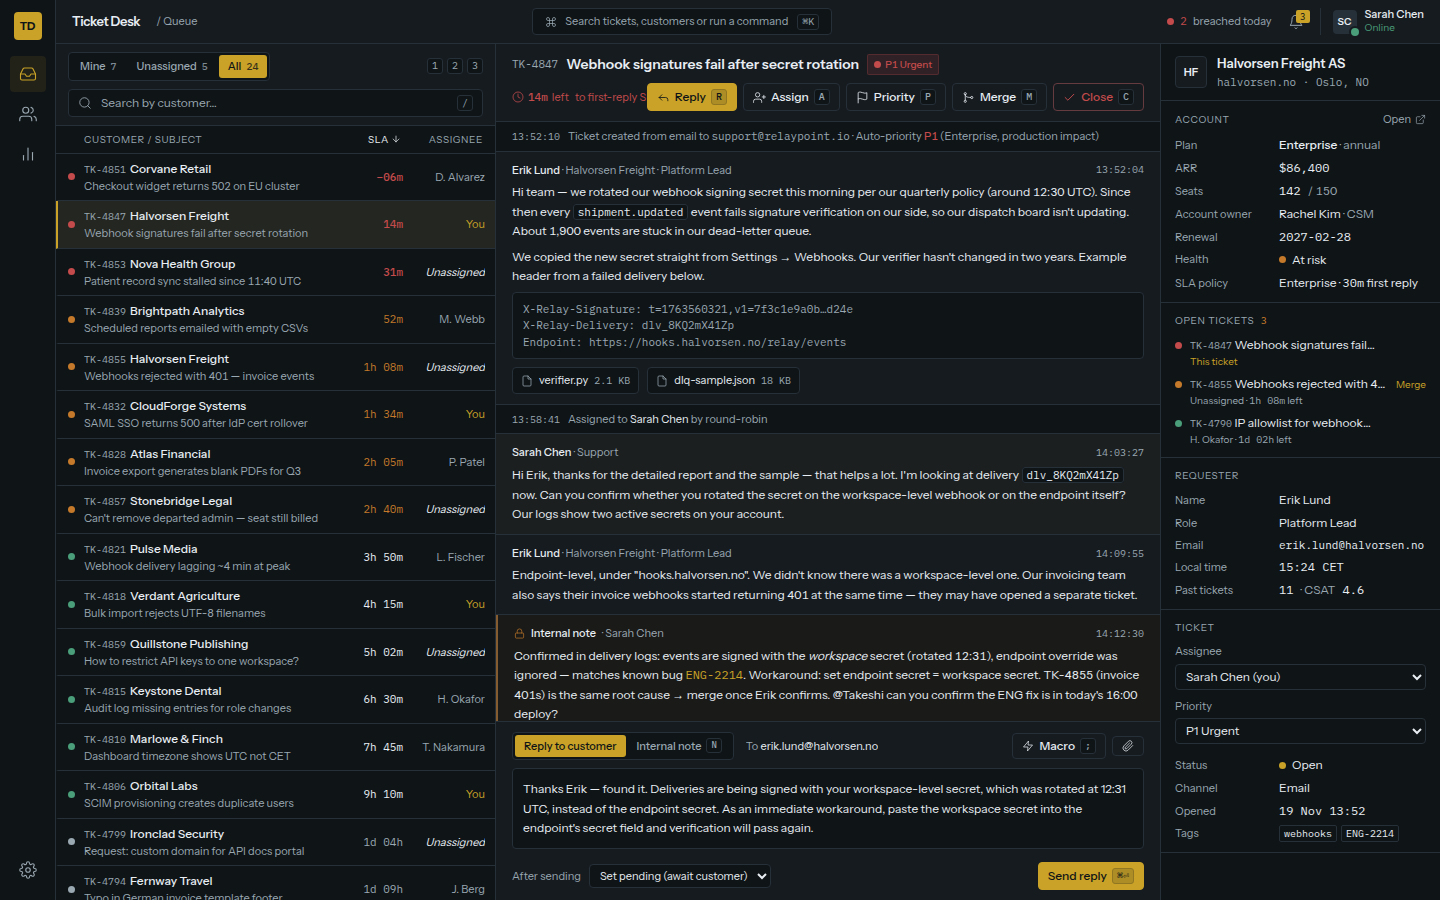 TD
TicketDesk / Queue
Search tickets, customers or run a command ⌘K
2 breached today
3
SC
Sarah Chen
Online
Mine 7 Unassigned 5 All 24
1 2 3
Search by customer… /
CUSTOMER / SUBJECT SLA ↓ ASSIGNEE
TK-4851 Corvane Retail
Checkout widget returns 502 on EU cluster
−06m D. Alvarez
TK-4847 Halvorsen Freight
Webhook signatures fail after secret rotation
14m You
TK-4853 Nova Health Group
Patient record sync stalled since 11:40 UTC
31m Unassigned
TK-4839 Brightpath Analytics
Scheduled reports emailed with empty CSVs
52m M. Webb
TK-4855 Halvorsen Freight
Webhooks rejected with 401 — invoice events
1h 08m Unassigned
TK-4832 CloudForge Systems
SAML SSO returns 500 after IdP cert rollover
1h 34m You
TK-4828 Atlas Financial
Invoice export generates blank PDFs for Q3
2h 05m P. Patel
TK-4857 Stonebridge Legal
Can't remove departed admin — seat still billed
2h 40m Unassigned
TK-4821 Pulse Media
Webhook delivery lagging ~4 min at peak
3h 50m L. Fischer
TK-4818 Verdant Agriculture
Bulk import rejects UTF-8 filenames
4h 15m You
TK-4859 Quillstone Publishing
How to restrict API keys to one workspace?
5h 02m Unassigned
TK-4815 Keystone Dental
Audit log missing entries for role changes
6h 30m H. Okafor
TK-4810 Marlowe & Finch
Dashboard timezone shows UTC not CET
7h 45m T. Nakamura
TK-4806 Orbital Labs
SCIM provisioning creates duplicate users
9h 10m You
TK-4799 Ironclad Security
Request: custom domain for API docs portal
1d 04h Unassigned
TK-4794 Fernway Travel
Typo in German invoice template footer
1d 09h J. Berg
TK-4847 Webhook signatures fail after secret rotation P1 Urgent
14m left to first-reply S
Reply R Assign A Priority P Merge M Close C
13:52:10 Ticket created from email to support@relaypoint.io · Auto-priority P1 (Enterprise, production impact)
Erik Lund · Halvorsen Freight · Platform Lead 13:52:04
Hi team — we rotated our webhook signing secret this morning per our quarterly policy (around 12:30 UTC). Since
then every shipment.updated event fails signature verification on our side, so our dispatch board isn't updating.
About 1,900 events are stuck in our dead-letter queue.
We copied the new secret straight from Settings → Webhooks. Our verifier hasn't changed in two years. Example
header from a failed delivery below.
X-Relay-Signature: t=1763560321,v1=7f3c1e9a0b…d24e
X-Relay-Delivery: dlv_8KQ2mX41Zp
Endpoint: https://hooks.halvorsen.no/relay/events
verifier.py 2.1 KB dlq-sample.json 18 KB
13:58:41 Assigned to Sarah Chen by round-robin
Sarah Chen · Support 14:03:27
Hi Erik, thanks for the detailed report and the sample — that helps a lot. I'm looking at delivery dlv_8KQ2mX41Zp
now. Can you confirm whether you rotated the secret on the workspace-level webhook or on the endpoint itself?
Our logs show two active secrets on your account.
Erik Lund · Halvorsen Freight · Platform Lead 14:09:55
Endpoint-level, under "hooks.halvorsen.no". We didn't know there was a workspace-level one. Our invoicing team
also says their invoice webhooks started returning 401 at the same time — they may have opened a separate ticket.
Internal note · Sarah Chen 14:12:30
Confirmed in delivery logs: events are signed with the workspace secret (rotated 12:31), endpoint override was
ignored — matches known bug ENG-2214. Workaround: set endpoint secret = workspace secret. TK-4855 (invoice
401s) is the same root cause → merge once Erik confirms. @Takeshi can you confirm the ENG fix is in today's 16:00
deploy?
Reply to customer Internal note N To erik.lund@halvorsen.no Macro ;
Thanks Erik — found it. Deliveries are being signed with your workspace-level secret, which was rotated at 12:31
UTC, instead of the endpoint secret. As an immediate workaround, paste the workspace secret into the
endpoint's secret field and verification will pass again.
After sending Set pending (await customer) Send reply ⌘⏎
HF
Halvorsen Freight AS
halvorsen.no · Oslo, NO
ACCOUNT Open
Plan Enterprise · annual
ARR $86,400
Seats 142 / 150
Account owner Rachel Kim · CSM
Renewal 2027-02-28
Health At risk
SLA policy Enterprise · 30m first reply
OPEN TICKETS 3
TK-4847 Webhook signatures fail…
This ticket
TK-4855 Webhooks rejected with 4… Merge
Unassigned · 1h 08m left
TK-4790 IP allowlist for webhook…
H. Okafor · 1d 02h left
REQUESTER
Name Erik Lund
Role Platform Lead
Email erik.lund@halvorsen.no
Local time 15:24 CET
Past tickets 11 · CSAT 4.6
TICKET
Assignee
Sarah Chen (you)
Priority
P1 Urgent
Status Open
Channel Email
Opened 19 Nov 13:52
Tags webhooks ENG-2214